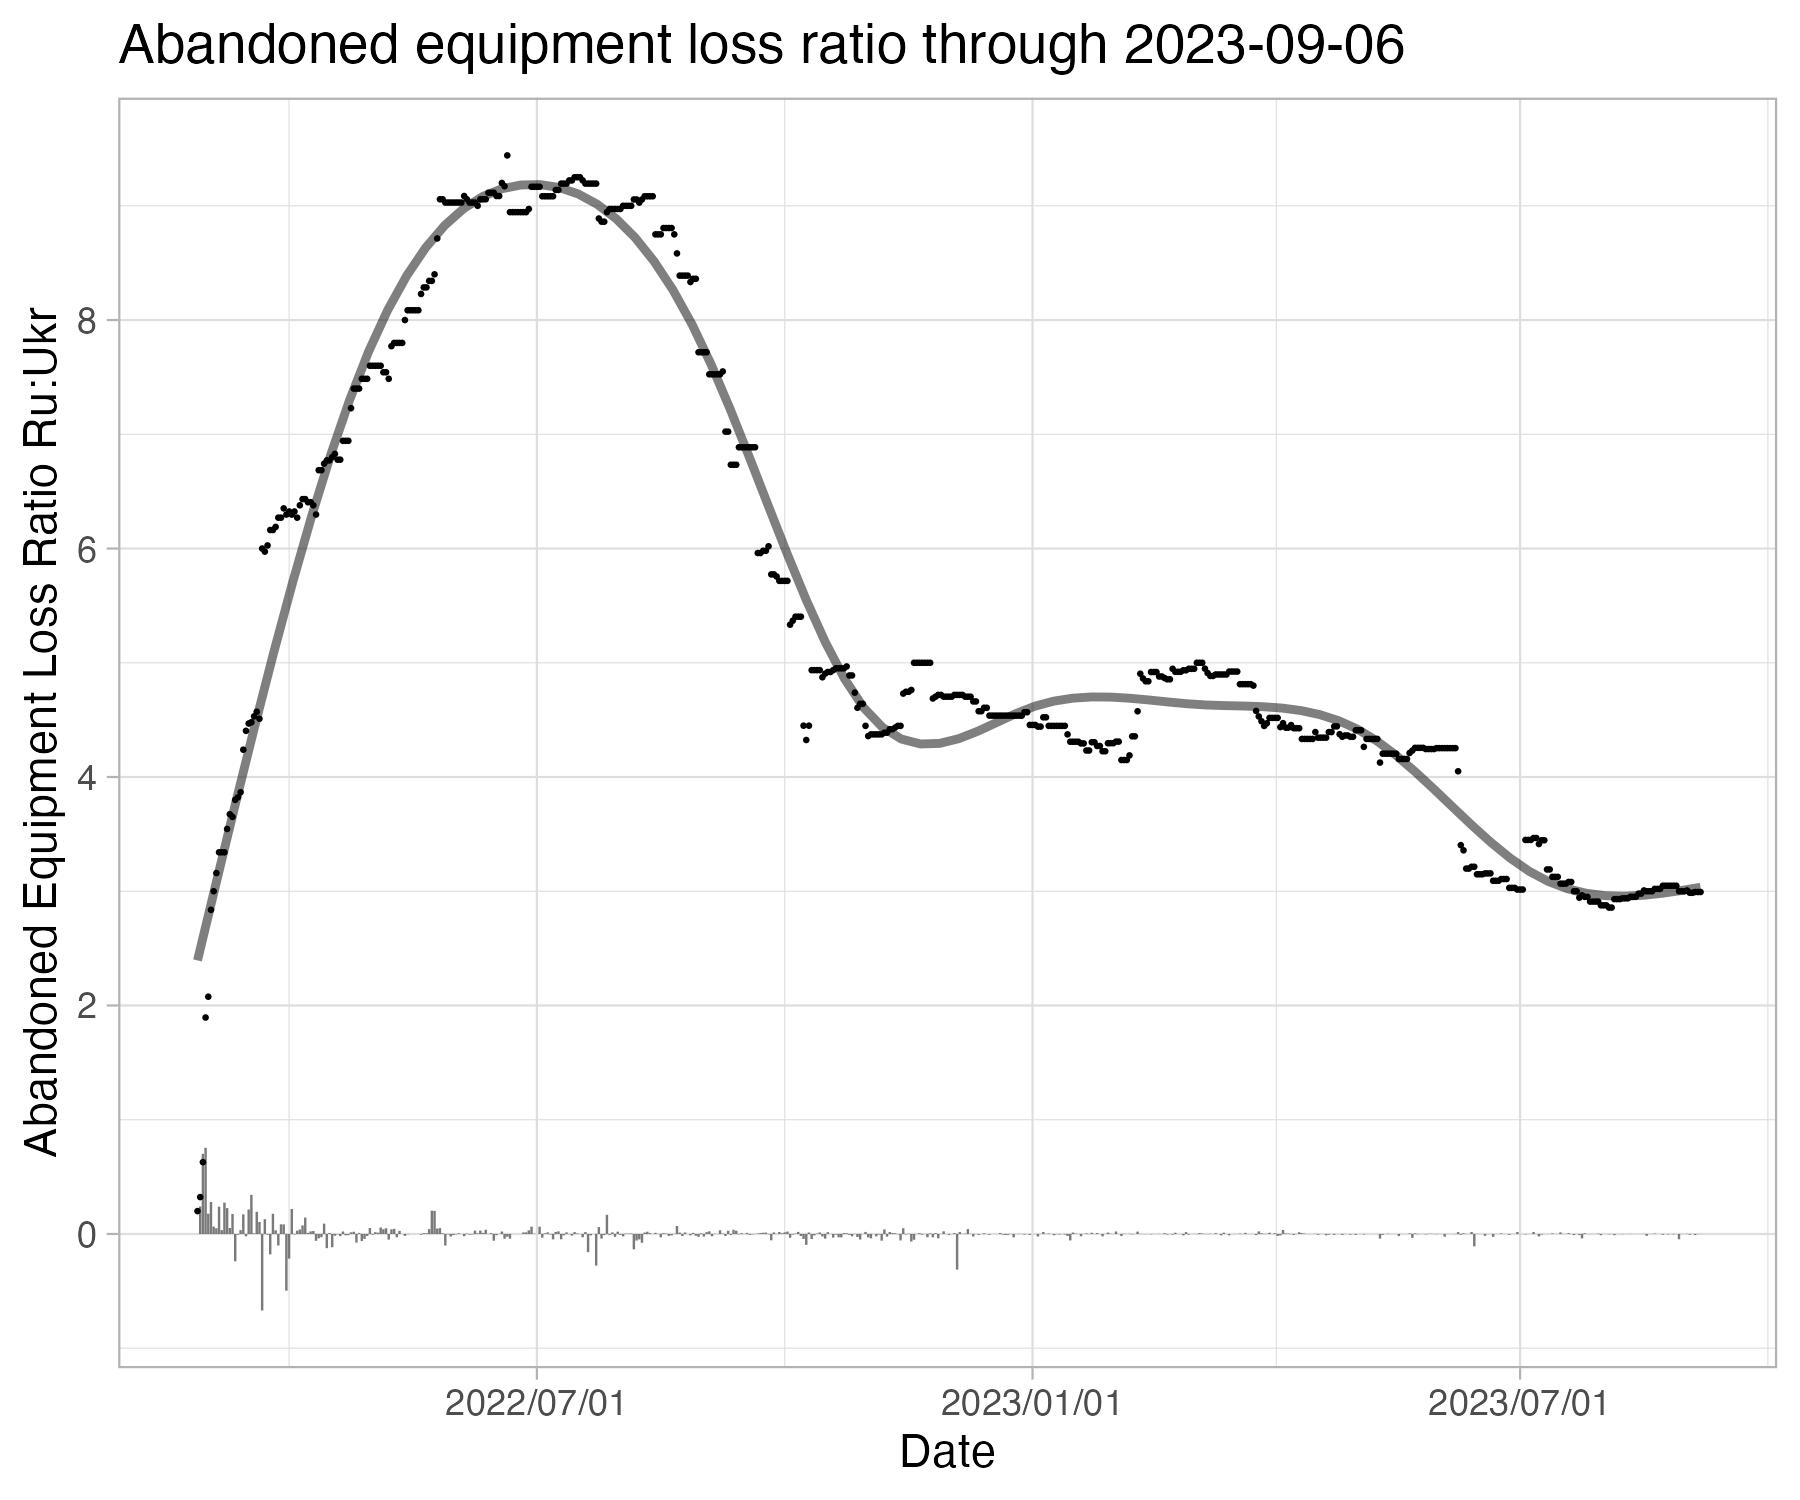 Abandoned equipment loss ratio through 2023-09-06
Abandoned Equipment Loss Ratio Ru:Ukr
8
6
4
2
0
2022/07/01
2023/01/01
2023/07/01
Date